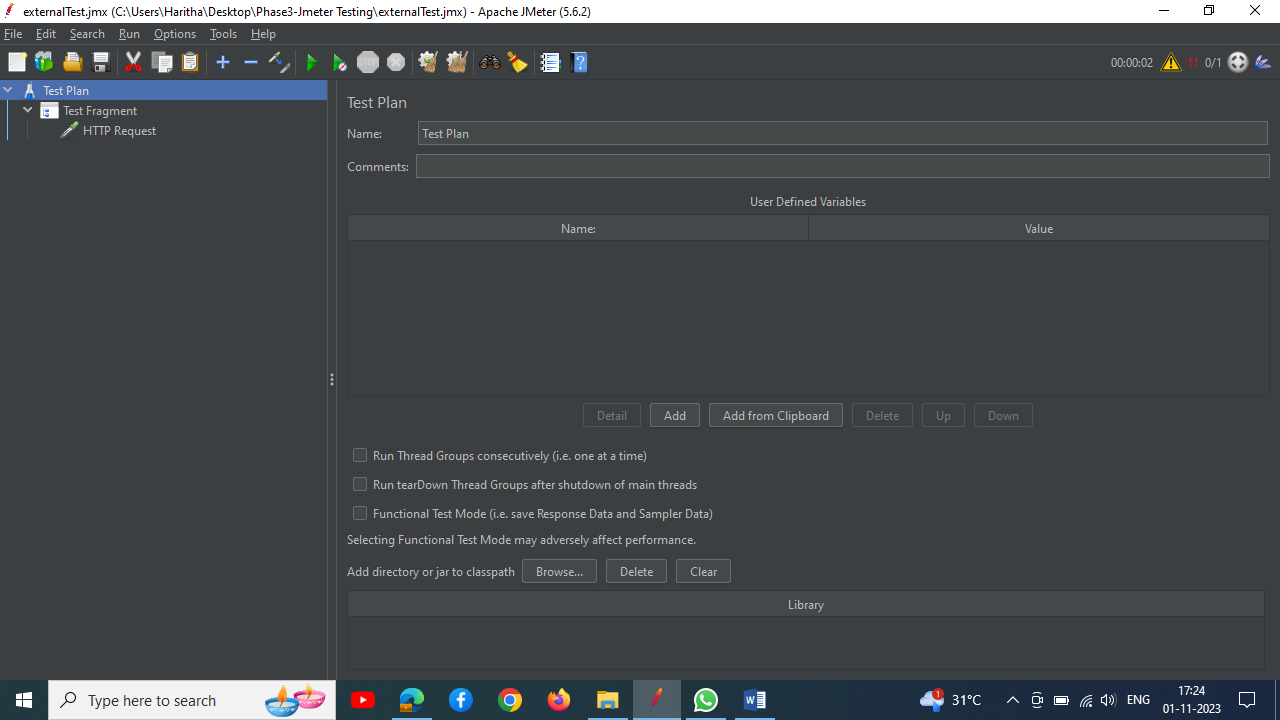 externalTest.jmx (C:\Users\Haritha\Desktop\Phase3-Jmeter Testing\externalTest.jmx) - Apache JMeter (5.6.2)
File Edit Search Run Options Tools Help
STOP 00:00:02 11 0/1
Test Plan
Test Fragment
HTTP Request
Test Plan
Name: Test Plan
Comments:
User Defined Variables
Name: Value
Detail Add Add from Clipboard Delete Up Down
Run Thread Groups consecutively (i.e. one at a time)
Run tearDown Thread Groups after shutdown of main threads
Functional Test Mode (i.e. save Response Data and Sampler Data)
Selecting Functional Test Mode may adversely affect performance.
Add directory or jar to classpath Browse... Delete Clear
Library
Type here to search 1 31°C ENG 17:24
01-11-2023